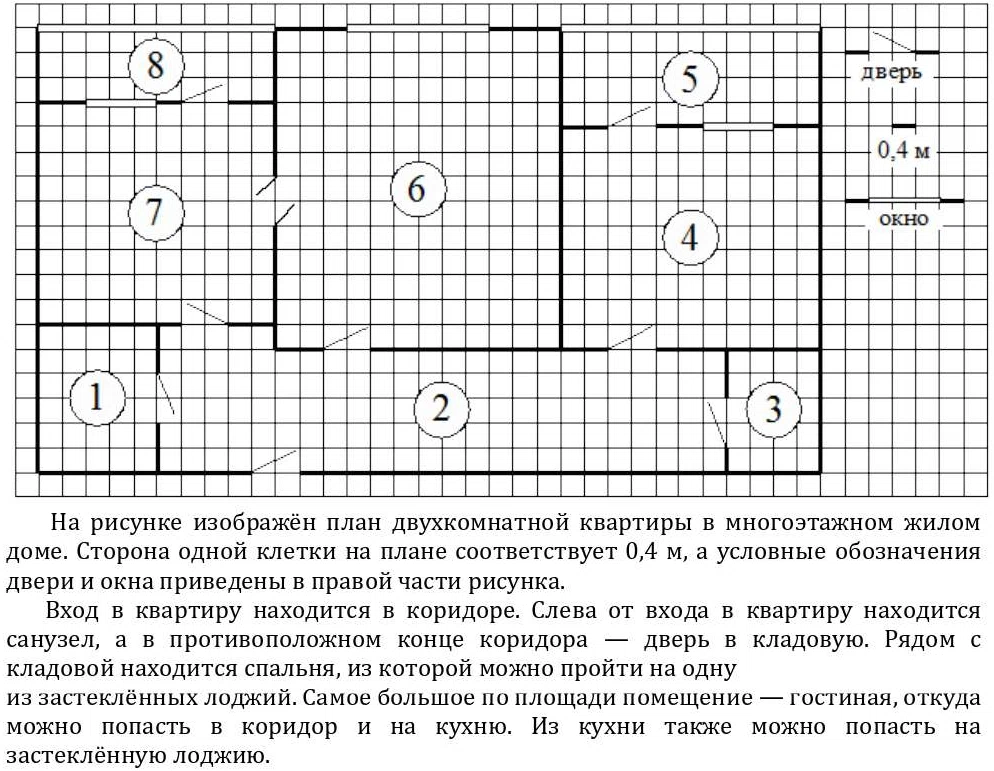 8
5
дверь
0,4 м
6
7
окно
4
1
2
3
На рисунке изображён план двухкомнатной квартиры в многоэтажном жилом
доме. Сторона одной клетки на плане соответствует 0,4 м, а условные обозначения
двери и окна приведены в правой части рисунка.
Вход в квартиру находится в коридоре. Слева от входа в квартиру находится
санузел, а в противоположном конце коридора — дверь в кладовую. Рядом с
кладовой находится спальня, из которой можно пройти на одну
из застеклённых лоджий. Самое большое по площади помещение — гостиная, откуда
можно попасть в коридор и на кухню. Из кухни также можно попасть на
застеклённую лоджию.